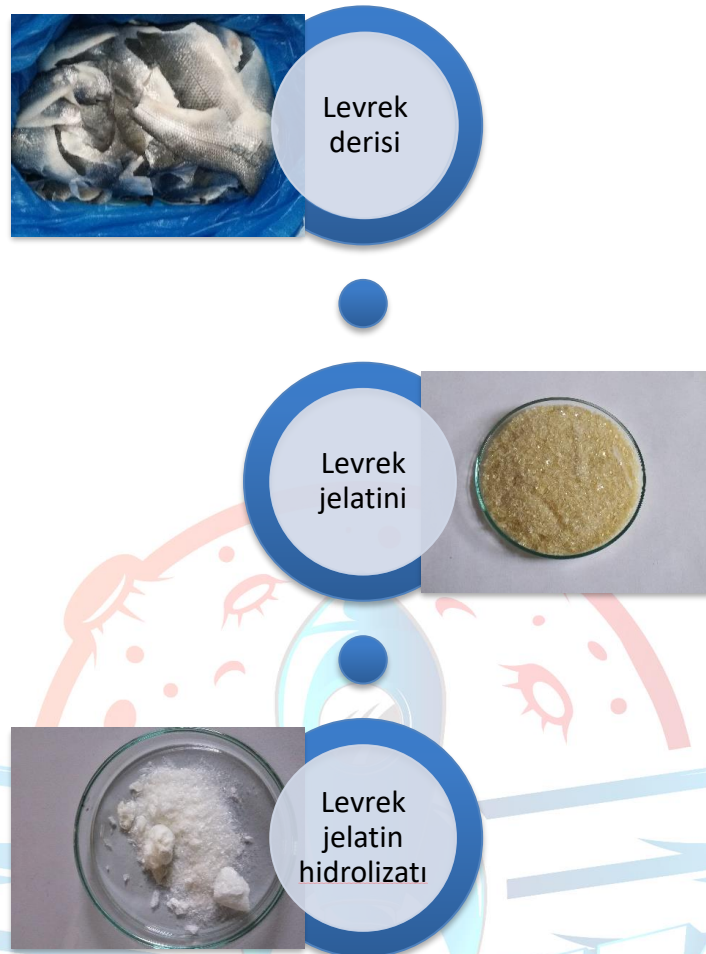 Levrek
derisi
Levrek
jelatini
Levrek
jelatin
hidrolizatı